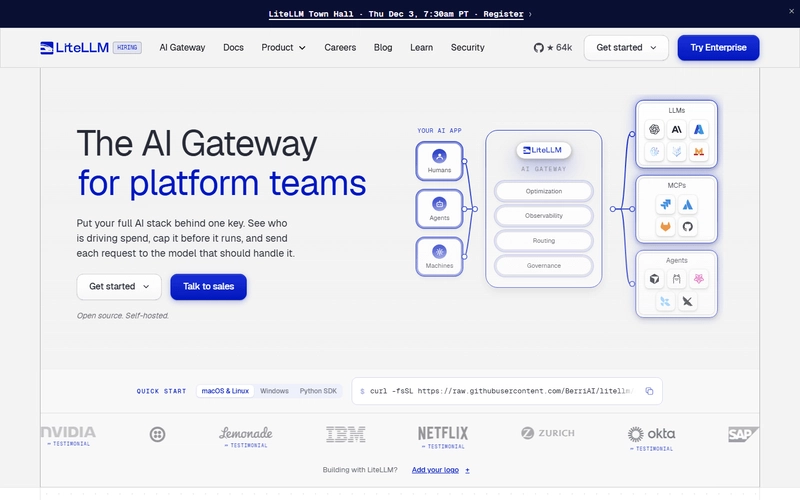 LiteLLM Town Hall · Thu Dec 3, 7:30am PT · Register ›
LiteLLM HIRING AI Gateway Docs Product Careers Blog Learn Security ★ 64k Get started Try Enterprise
The AI Gateway
for platform teams
Put your full AI stack behind one key. See who
is driving spend, cap it before it runs, and send
each request to the model that should handle it.
Get started Talk to sales
Open source. Self-hosted.
YOUR AI APP
Humans
Agents
Machines
LiteLLM
AI GATEWAY
Optimization
Observability
Routing
Governance
LLMs
MCPs
Agents
QUICK START macOS & Linux Windows Python SDK $ curl -fsSL https://raw.githubusercontent.com/BerriAI/litellm/
NVIDIA Lemonade IBM NETFLIX ZURICH okta SAP
TESTIMONIAL TESTIMONIAL TESTIMONIAL TESTIMONIAL
Building with LiteLLM? Add your logo +